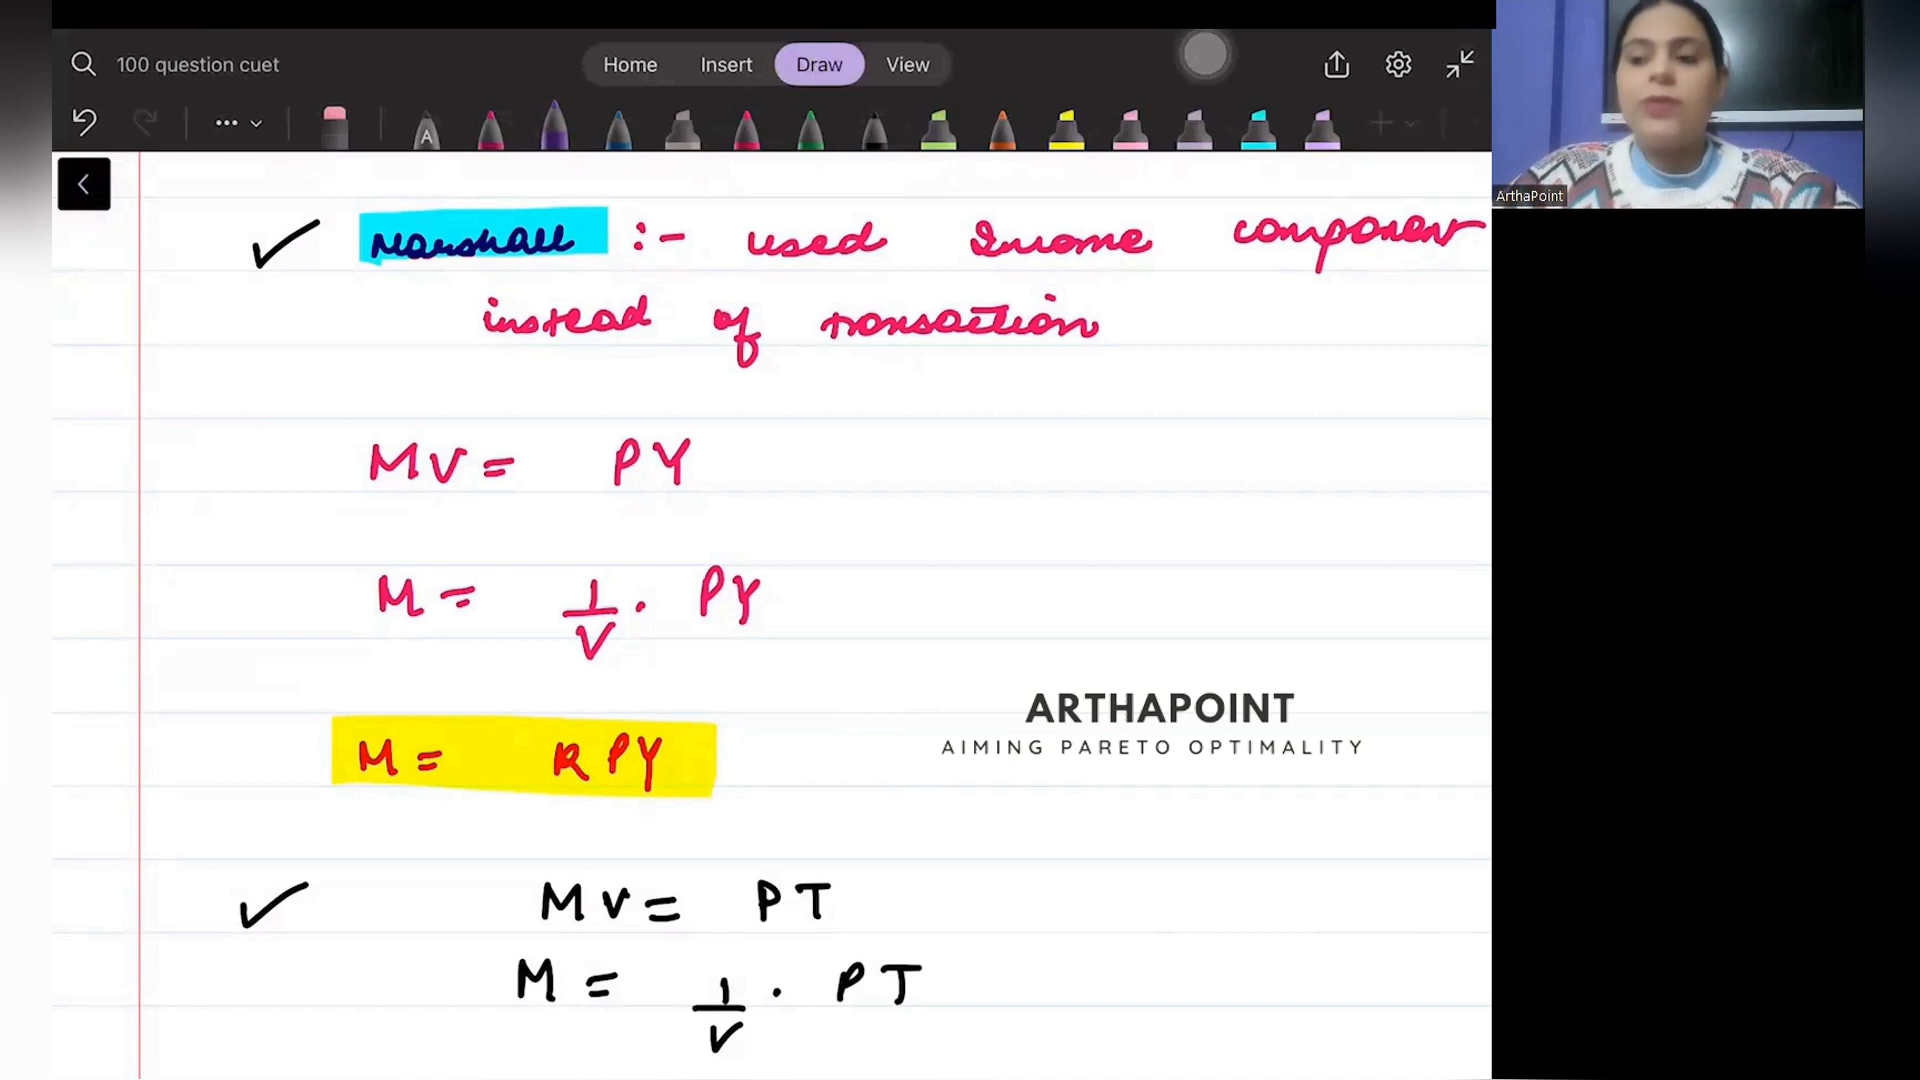 100 question cuet
Home Insert Draw View
A
ArthaPoint
Marshall :- used Income component
instead of transaction
MV = PY
M = 1/V . PY
ARTHAPOINT
AIMING PARETO OPTIMALITY
M = k PY
MV = PT
M = 1/V . PT